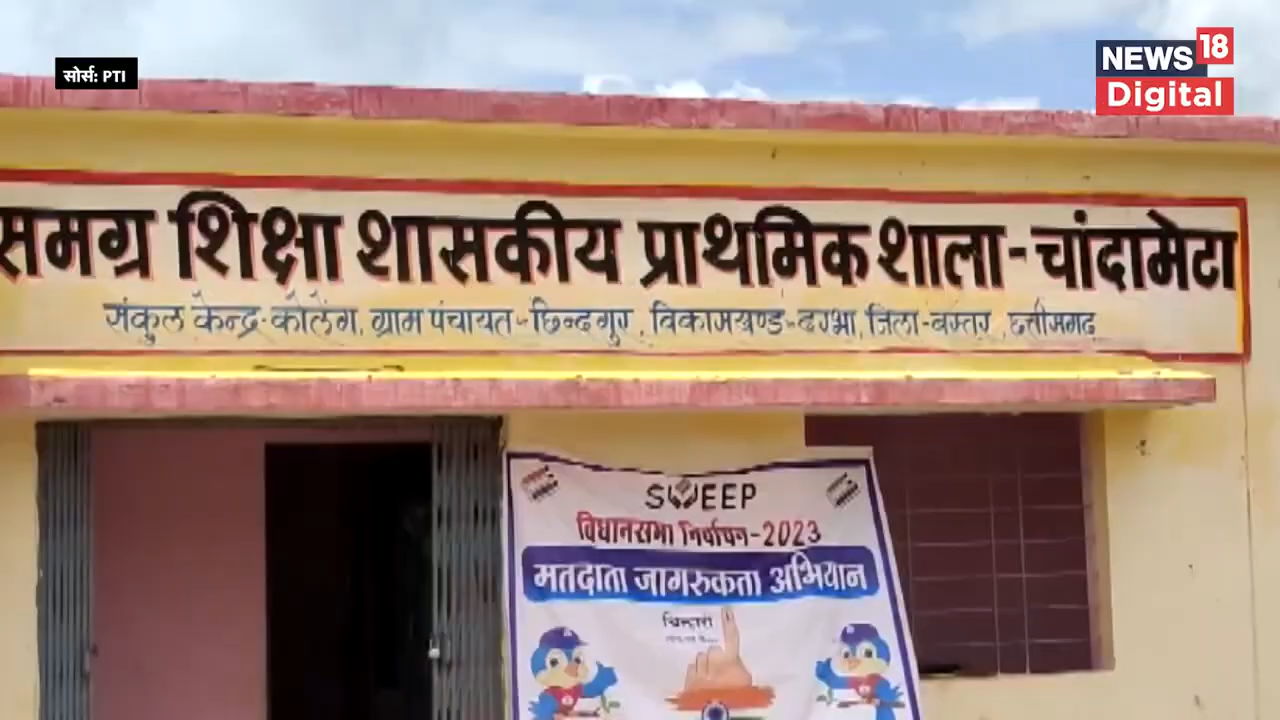 सोर्स: PTI
NEWS 18
Digital
समग्र शिक्षा शासकीय प्राथमिक शाला-चांदामेटा
संकुल केन्द्र-कोलेंग, ग्राम पंचायत-छिन्दगुर, विकासखण्ड-दरभा, जिला-बस्तर, छत्तीसगढ़
SWEEP
विधानसभा निर्वाचन-2023
मतदाता जागरुकता अभियान